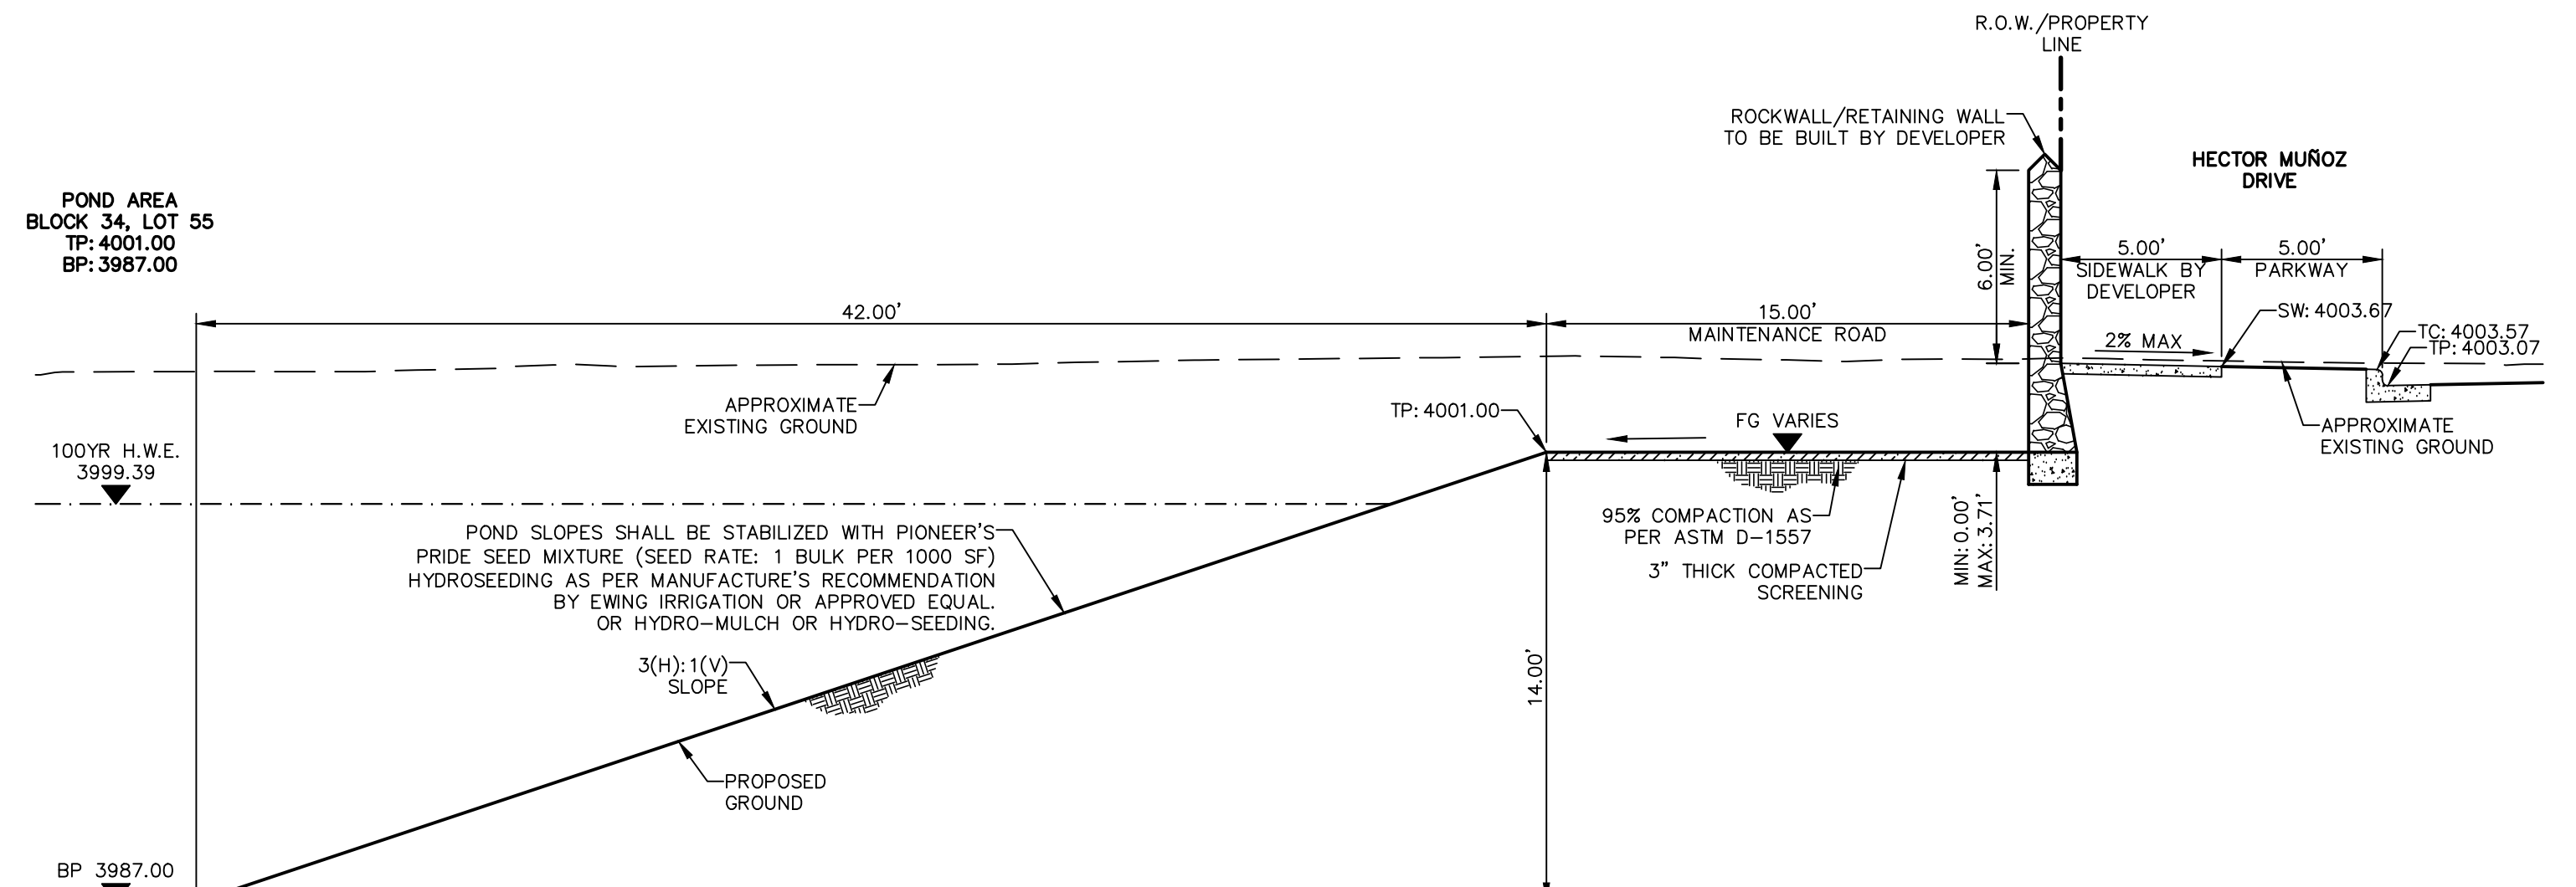 R.O.W./PROPERTY
LINE
ROCKWALL/RETAINING WALL
TO BE BUILT BY DEVELOPER
HECTOR MUÑOZ
DRIVE
POND AREA
BLOCK 34, LOT 55
TP: 4001.00
BP: 3987.00
6.00'
MIN.
5.00'
SIDEWALK BY
DEVELOPER
5.00'
PARKWAY
42.00'
15.00'
MAINTENANCE ROAD
SW: 4003.67
TC: 4003.57
TP: 4003.07
2% MAX
APPROXIMATE
EXISTING GROUND
TP: 4001.00
FG VARIES
APPROXIMATE
EXISTING GROUND
100YR H.W.E.
3999.39
POND SLOPES SHALL BE STABILIZED WITH PIONEER'S
PRIDE SEED MIXTURE (SEED RATE: 1 BULK PER 1000 SF)
HYDROSEEDING AS PER MANUFACTURE'S RECOMMENDATION
BY EWING IRRIGATION OR APPROVED EQUAL.
OR HYDRO-MULCH OR HYDRO-SEEDING.
95% COMPACTION AS
PER ASTM D-1557
3" THICK COMPACTED
SCREENING
MIN: 0.00'
MAX: 3.71'
3(H): 1(V)
SLOPE
14.00'
PROPOSED
GROUND
BP 3987.00